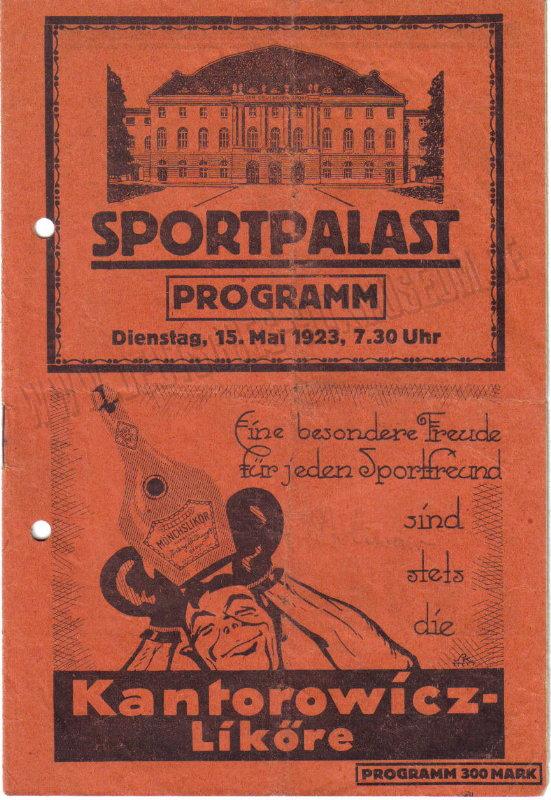 SPORTPALAST
PROGRAMM
Dienstag, 15. Mai 1923, 7.30 Uhr
Eine besondere Freude
für jeden Sportfreund
sind
stets
die
MÜNCHSLIKÖR
Kantorowicz-
Liköre
PROGRAMM 300 MARK